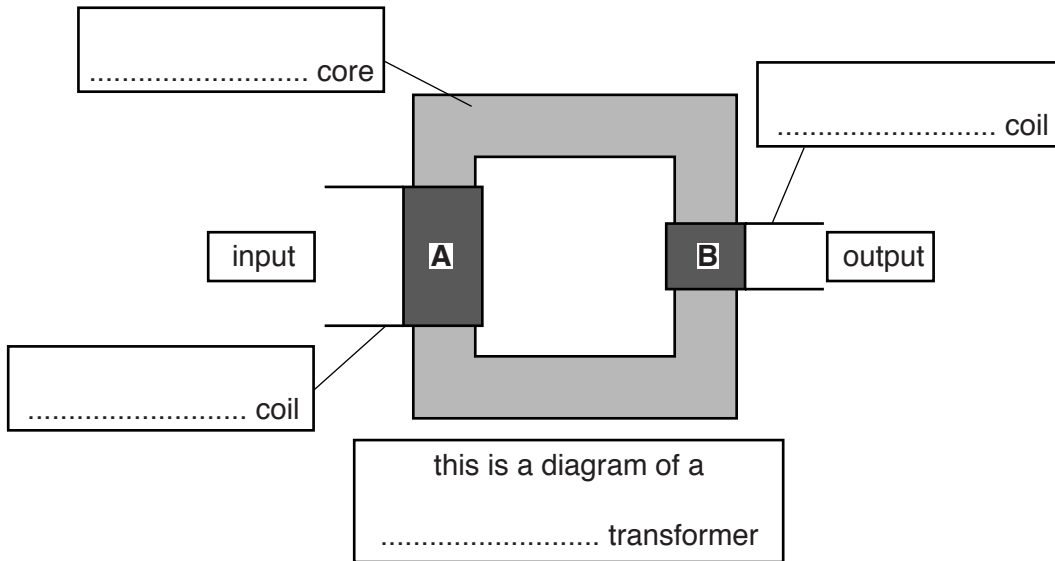 ........................... core
........................... coil
input
A
B
output
........................... coil
this is a diagram of a
........................... transformer